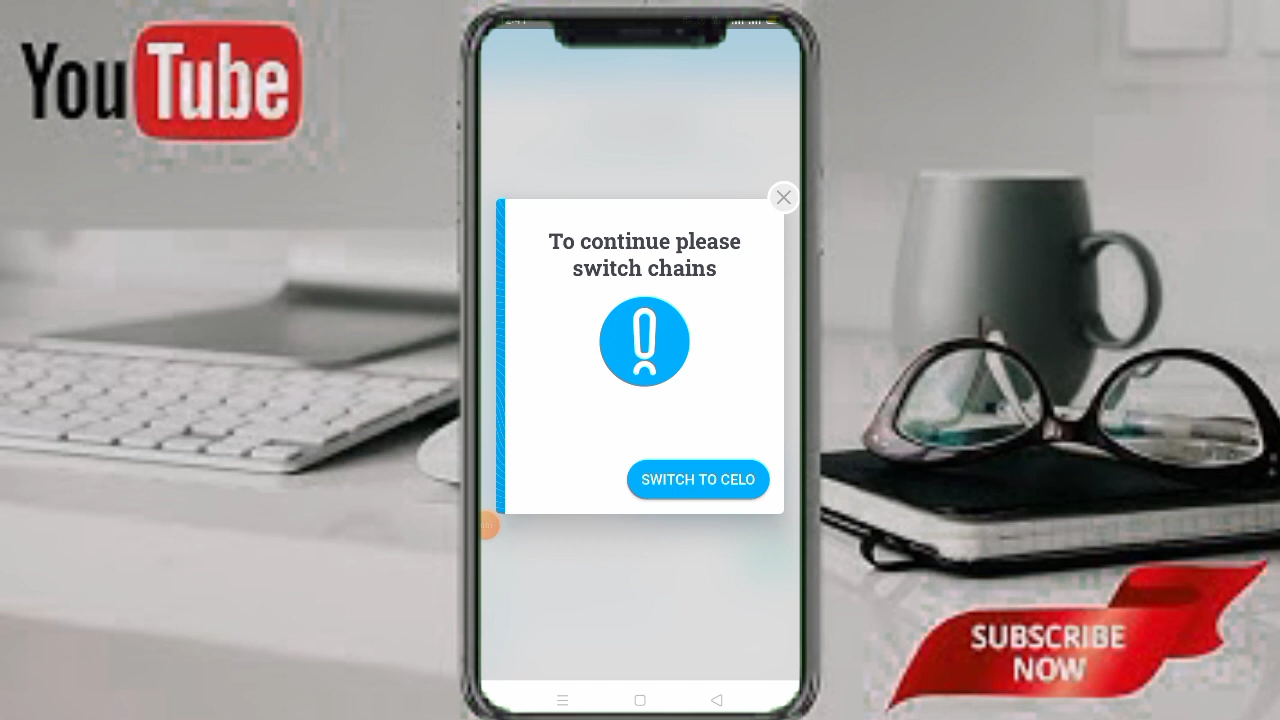 YouTube
To continue please
switch chains
SWITCH TO CELO
SUBSCRIBE
NOW